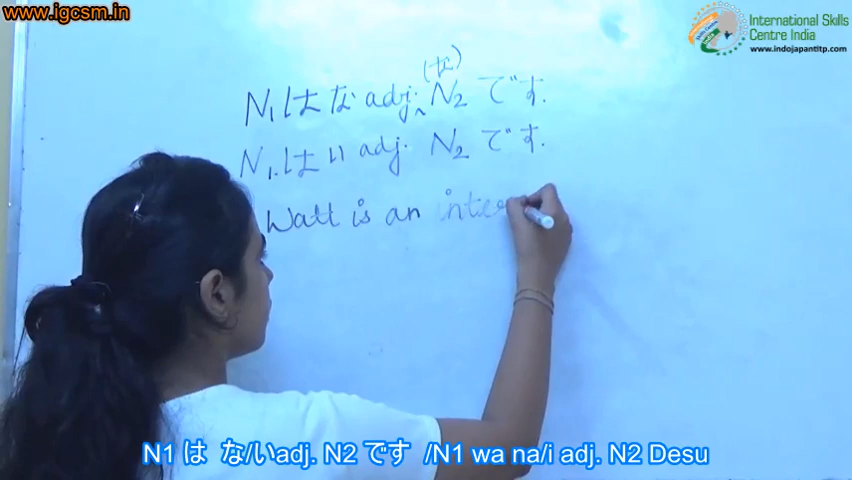 www.igcsm.in
International Skills
Centre India
www.indojapantitp.com
(な)
N1 は な adj. ^ N2 です.
N1. は い adj. N2 です.
Watt is an inter
N1 は な/いadj. N2 です /N1 wa na/i adj. N2 Desu